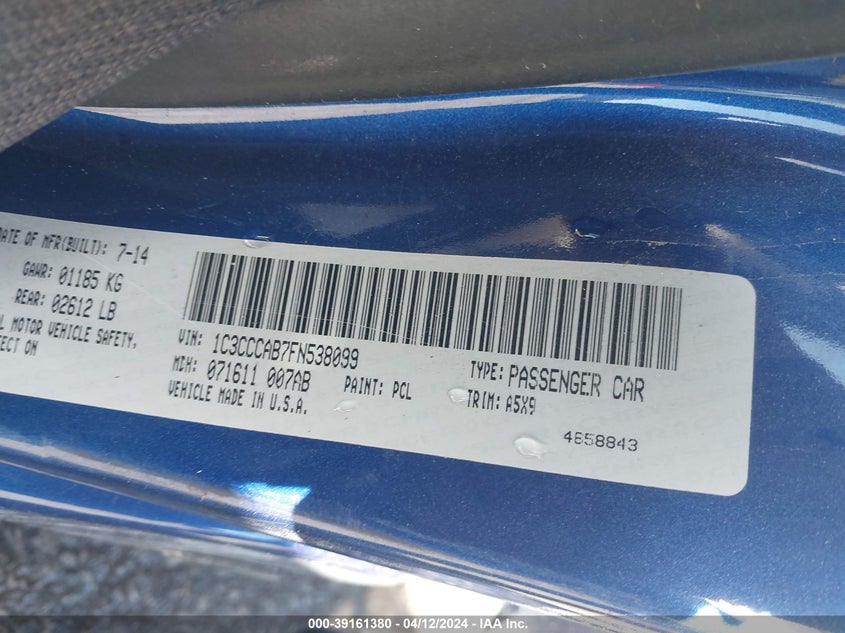 DATE OF MFR(BUILT): 7-14
GAWR: 01185 KG
REAR: 02612 LB
MOTOR VEHICLE SAFETY,
ON
VIN: 1C3CCCAB7FN538099
TYPE: PASSENGER CAR
MDH: 071611 007AB
PAINT: PCL
TRIM: A5X9
VEHICLE MADE IN U.S.A.
4658843
000-39161380 - 04/12/2024 - IAA Inc.